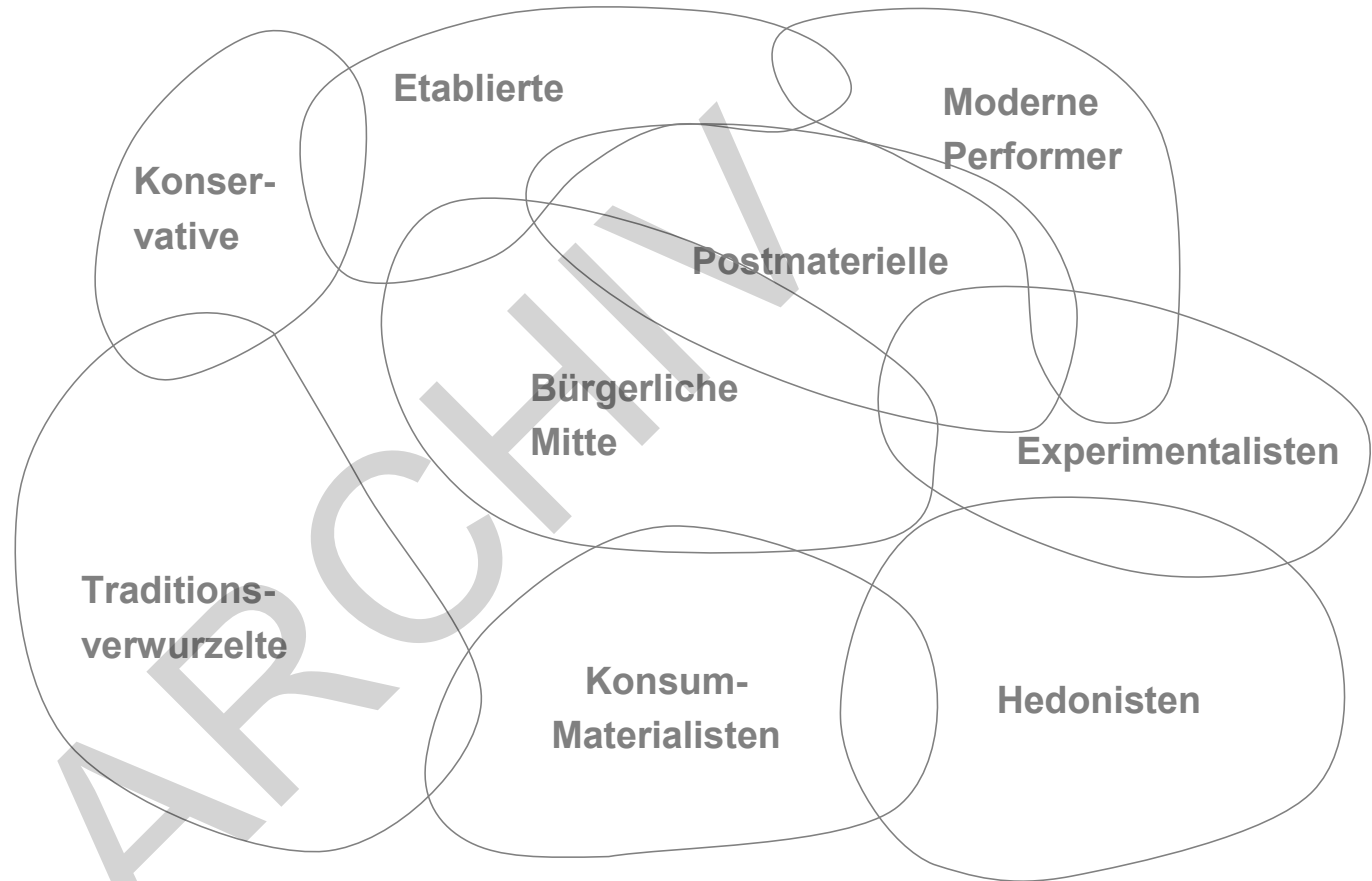 Etablierte
Moderne
Performer
Konser-
vative
Postmaterielle
Bürgerliche
Mitte
Experimentalisten
Traditions-
verwurzelte
Konsum-
Materialisten
Hedonisten
ARCHIV